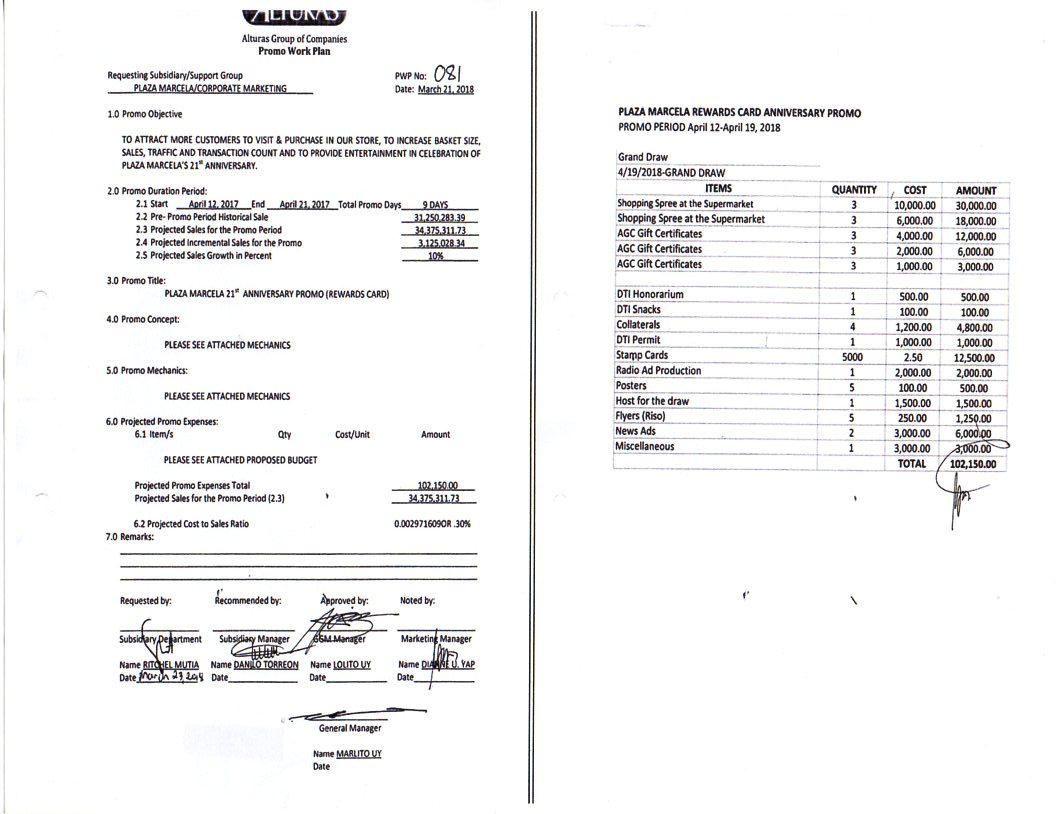 ALTURAS
Alturas Group of Companies
Promo Work Plan
Requesting Subsidiary/Support Group
PWP No: 081
PLAZA MARCELA/CORPORATE MARKETING
Date: March 21, 2018
1.0 Promo Objective
TO ATTRACT MORE CUSTOMERS TO VISIT & PURCHASE IN OUR STORE, TO INCREASE BASKET SIZE,
SALES, TRAFFIC AND TRANSACTION COUNT AND TO PROVIDE ENTERTAINMENT IN CELEBRATION OF
PLAZA MARCELA'S 21st ANNIVERSARY.
2.0 Promo Duration Period:
2.1 Start April 12, 2017 End April 21, 2017 Total Promo Days 9 DAYS
2.2 Pre- Promo Period Historical Sale 31,250,283.39
2.3 Projected Sales for the Promo Period 34,375,311.73
2.4 Projected Incremental Sales for the Promo 3,125,028.34
2.5 Projected Sales Growth in Percent 10%
3.0 Promo Title:
PLAZA MARCELA 21st ANNIVERSARY PROMO (REWARDS CARD)
4.0 Promo Concept:
PLEASE SEE ATTACHED MECHANICS
5.0 Promo Mechanics:
PLEASE SEE ATTACHED MECHANICS
6.0 Projected Promo Expenses:
6.1 Item/s Qty Cost/Unit Amount
PLEASE SEE ATTACHED PROPOSED BUDGET
Projected Promo Expenses Total 102,150.00
Projected Sales for the Promo Period (2.3) 34,375,311.73
6.2 Projected Cost to Sales Ratio 0.002971609OR .30%
7.0 Remarks:
Requested by: Recommended by: Approved by: Noted by:
Subsidiary Department Subsidiary Manager GSM Manager Marketing Manager
Name RITCHEL MUTIA Name DANILO TORREON Name LOLITO UY Name DIANNE U. YAP
Date March 23, 2018 Date Date Date
General Manager
Name MARLITO UY
Date
PLAZA MARCELA REWARDS CARD ANNIVERSARY PROMO
PROMO PERIOD April 12-April 19, 2018
Grand Draw
4/19/2018-GRAND DRAW
ITEMS QUANTITY COST AMOUNT
Shopping Spree at the Supermarket 3 10,000.00 30,000.00
Shopping Spree at the Supermarket 3 6,000.00 18,000.00
AGC Gift Certificates 3 4,000.00 12,000.00
AGC Gift Certificates 3 2,000.00 6,000.00
AGC Gift Certificates 3 1,000.00 3,000.00
DTI Honorarium 1 500.00 500.00
DTI Snacks 1 100.00 100.00
Collaterals 4 1,200.00 4,800.00
DTI Permit 1 1,000.00 1,000.00
Stamp Cards 5000 2.50 12,500.00
Radio Ad Production 1 2,000.00 2,000.00
Posters 5 100.00 500.00
Host for the draw 1 1,500.00 1,500.00
Flyers (Riso) 5 250.00 1,250.00
News Ads 2 3,000.00 6,000.00
Miscellaneous 1 3,000.00 3,000.00
TOTAL 102,150.00